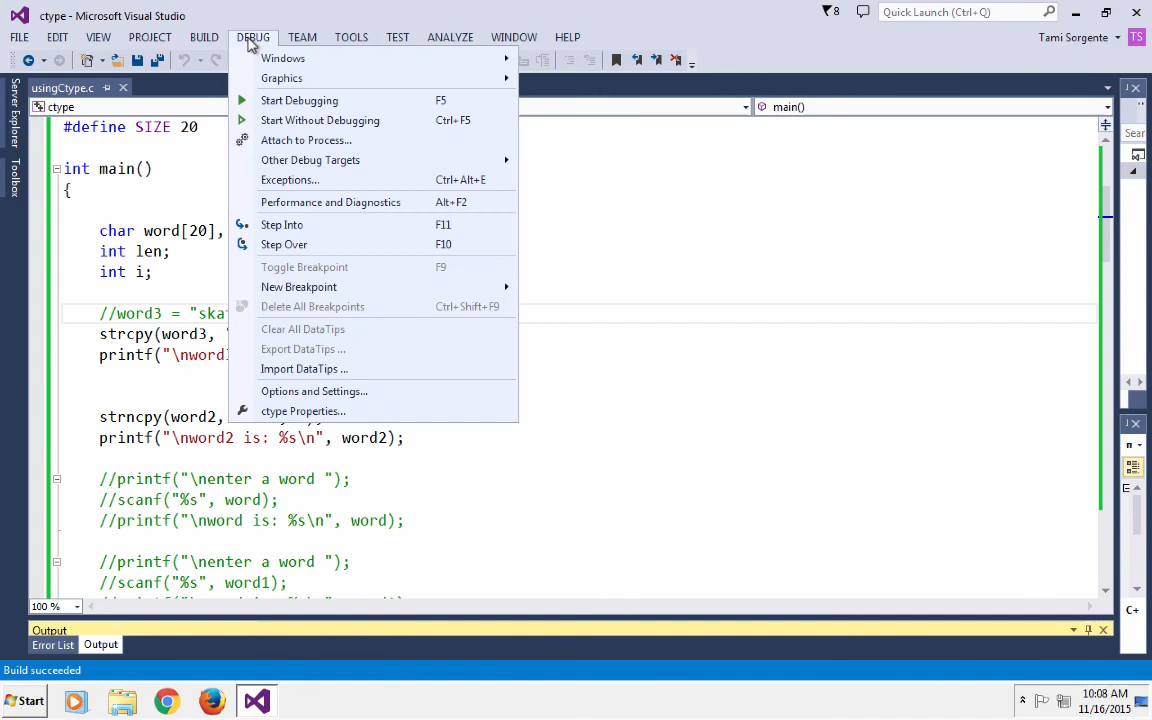 ctype - Microsoft Visual Studio
8
Quick Launch (Ctrl+Q)
FILE EDIT VIEW PROJECT BUILD DEBUG TEAM TOOLS TEST ANALYZE WINDOW HELP
Tami Sorgente TS
Windows
Graphics
Start Debugging F5
Start Without Debugging Ctrl+F5
Attach to Process...
Other Debug Targets
Exceptions... Ctrl+Alt+E
Performance and Diagnostics Alt+F2
Step Into F11
Step Over F10
Toggle Breakpoint F9
New Breakpoint
Delete All Breakpoints Ctrl+Shift+F9
Clear All DataTips
Export DataTips ...
Import DataTips ...
Options and Settings...
ctype Properties...
Server Explorer
Toolbox
usingCtype.c
ctype
main()
Sear
#define SIZE 20
int main()
{
char word[20],
int len;
int i;
//word3 = "ska
strcpy(word3,
printf("\nword
strncpy(word2,
printf("\nword2 is: %s\n", word2);
//printf("\nenter a word ");
//scanf("%s", word);
//printf("\nword is: %s\n", word);
//printf("\nenter a word ");
//scanf("%s", word1);
100 %
C+
Output
Error List Output
Build succeeded
Start
10:08 AM
11/16/2015